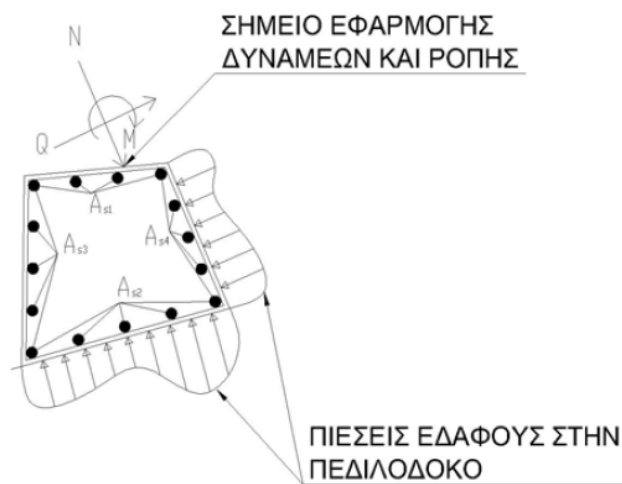 ΣΗΜΕΙΟ ΕΦΑΡΜΟΓΗΣ
ΔΥΝΑΜΕΩΝ ΚΑΙ ΡΟΠΗΣ
N
Q
M
As1
As3
As4
As2
ΠΙΕΣΕΙΣ ΕΔΑΦΟΥΣ ΣΤΗΝ
ΠΕΔΙΛΟΔΟΚΟ